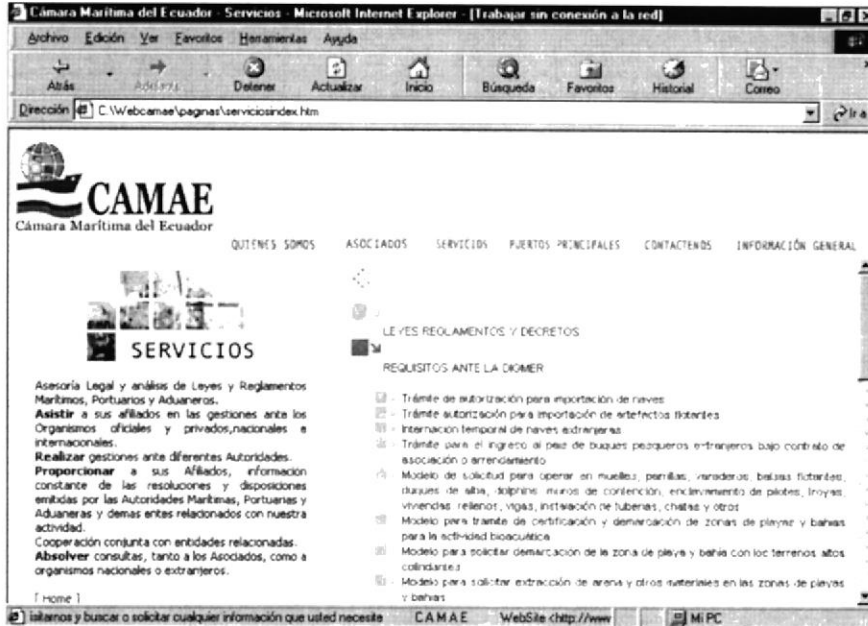 Cámara Marítima del Ecuador - Servicios - Microsoft Internet Explorer - [Trabajar sin conexión a la red]
Archivo Edición Ver Favoritos Herramientas Ayuda
Atrás Adelante Detener Actualizar Inicio Búsqueda Favoritos Historial Correo
Dirección C:\Webcamae\paginas\serviciosindex.htm Ir a
CAMAE
Cámara Marítima del Ecuador
QUIENES SOMOS ASOCIADOS SERVICIOS PUERTOS PRINCIPALES CONTACTENOS INFORMACIÓN GENERAL
SERVICIOS
Asesoría Legal y análisis de Leyes y Reglamentos
Marítimos, Portuarios y Aduaneros.
Asistir a sus afiliados en las gestiones ante los
Organismos oficiales y privados,nacionales e
internacionales.
Realizar gestiones ante diferentes Autoridades.
Proporcionar a sus Afiliados, información
constante de las resoluciones y disposiciones
emitidas por las Autoridades Marítimas, Portuarias y
Aduaneras y demas entes relacionados con nuestra
actividad.
Cooperación conjunta con entidades relacionadas.
Absolver consultas, tanto a los Asociados, como a
organismos nacionales o extranjeros.
[ Home ]
LEYES REGLAMENTOS Y DECRETOS
REQUISITOS ANTE LA DIGMER
- Trámite de autorización para importación de naves
- Trámite autorización para importación de artefactos flotantes
- Internación temporal de naves extranjeras
- Trámite para el ingreso al pais de buques pesqueros extranjeros bajo contrato de
asociación o arrendamiento
- Modelo de solicitud para operar en muelles, parrillas, varaderos, balsas flotantes,
duques de alba, dolphins muros de contención, enclavamiento de pilotes,
viviendas rellenos, vigas, instalación de tuberias, chatas y otros
- Modelo para tramite de certificación y demarcación de zonas de playas y bahias
para la actividad bioacuática
- Modelo para solicitar demarcación de la zona de playa y bahia con los terrenos altos
colindantes
- Modelo para solicitar extracción de arena y otros materiales en las zonas de playas
y bahias
isitarnos y buscar o solicitar cualquier información que usted necesite CAMAE WebSite <http://www Mi PC